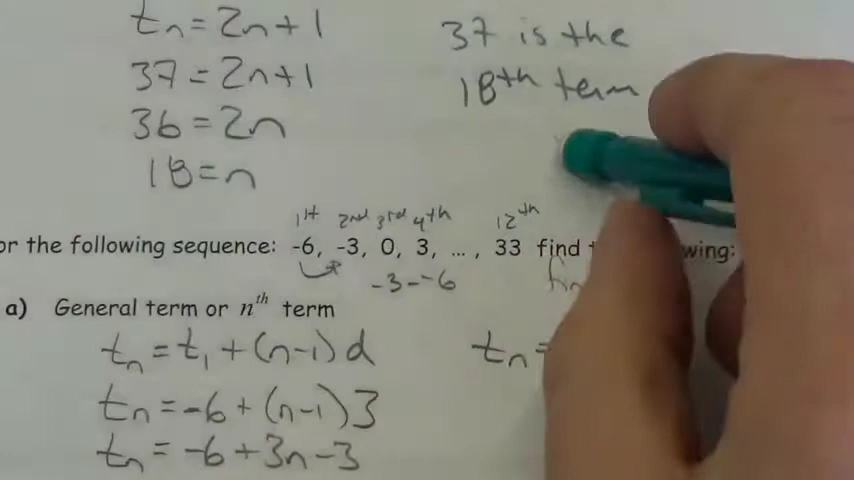 tn = 2n + 1
37 = 2n + 1
36 = 2n
18 = n
37 is the
18th term
1st 2nd 3rd 4th 12th
or the following sequence: -6, -3, 0, 3, ... , 33 find wing:
-3--6
a) General term or nth term
tn = t1 + (n-1) d
tn = -6 + (n-1) 3
tn = -6 + 3n - 3
tn =